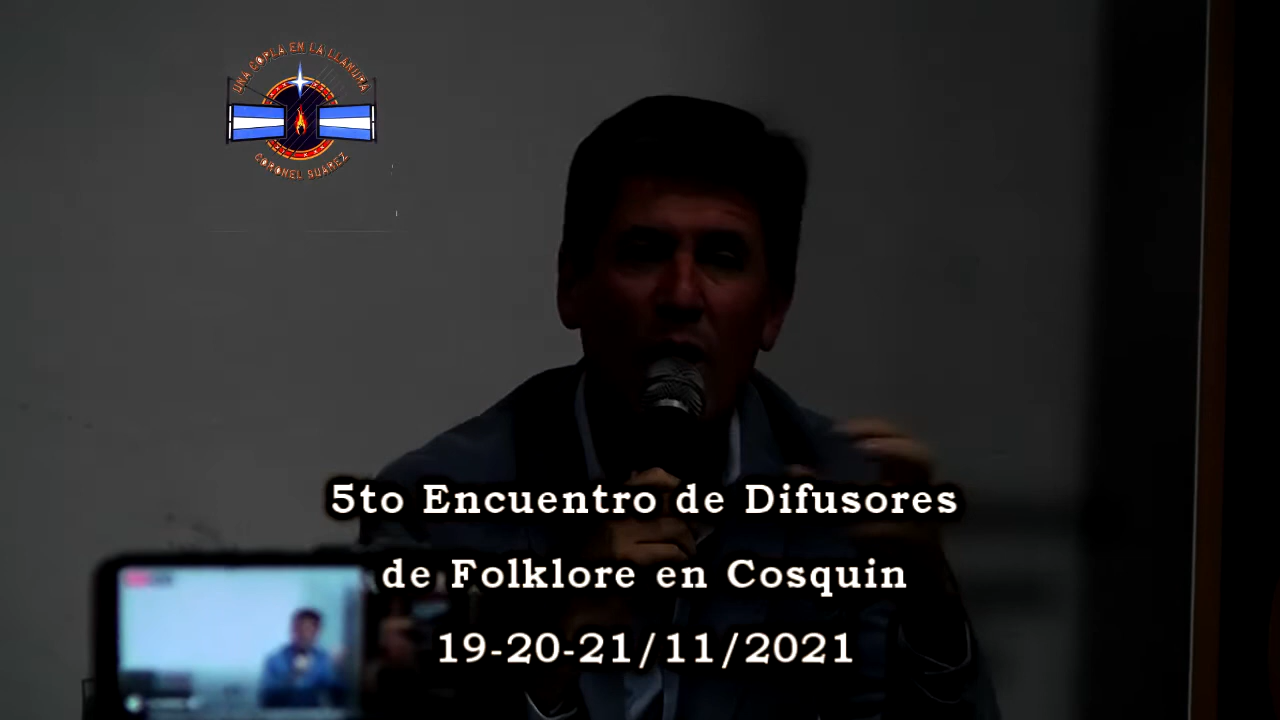 UNA COPLA EN LA LLANURA
CORONEL SUAREZ
5to Encuentro de Difusores
de Folklore en Cosquin
19-20-21/11/2021